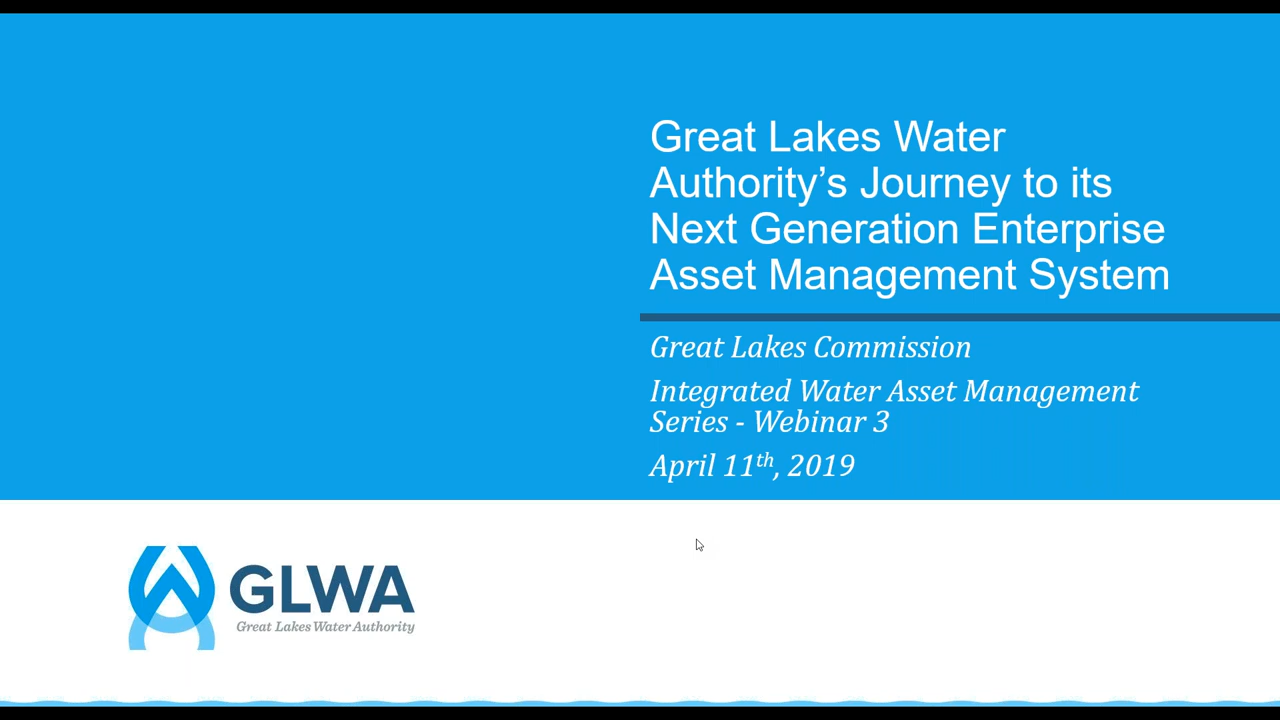 Great Lakes Water
Authority’s Journey to its
Next Generation Enterprise
Asset Management System
Great Lakes Commission
Integrated Water Asset Management
Series - Webinar 3
April 11th, 2019
GLWA
Great Lakes Water Authority